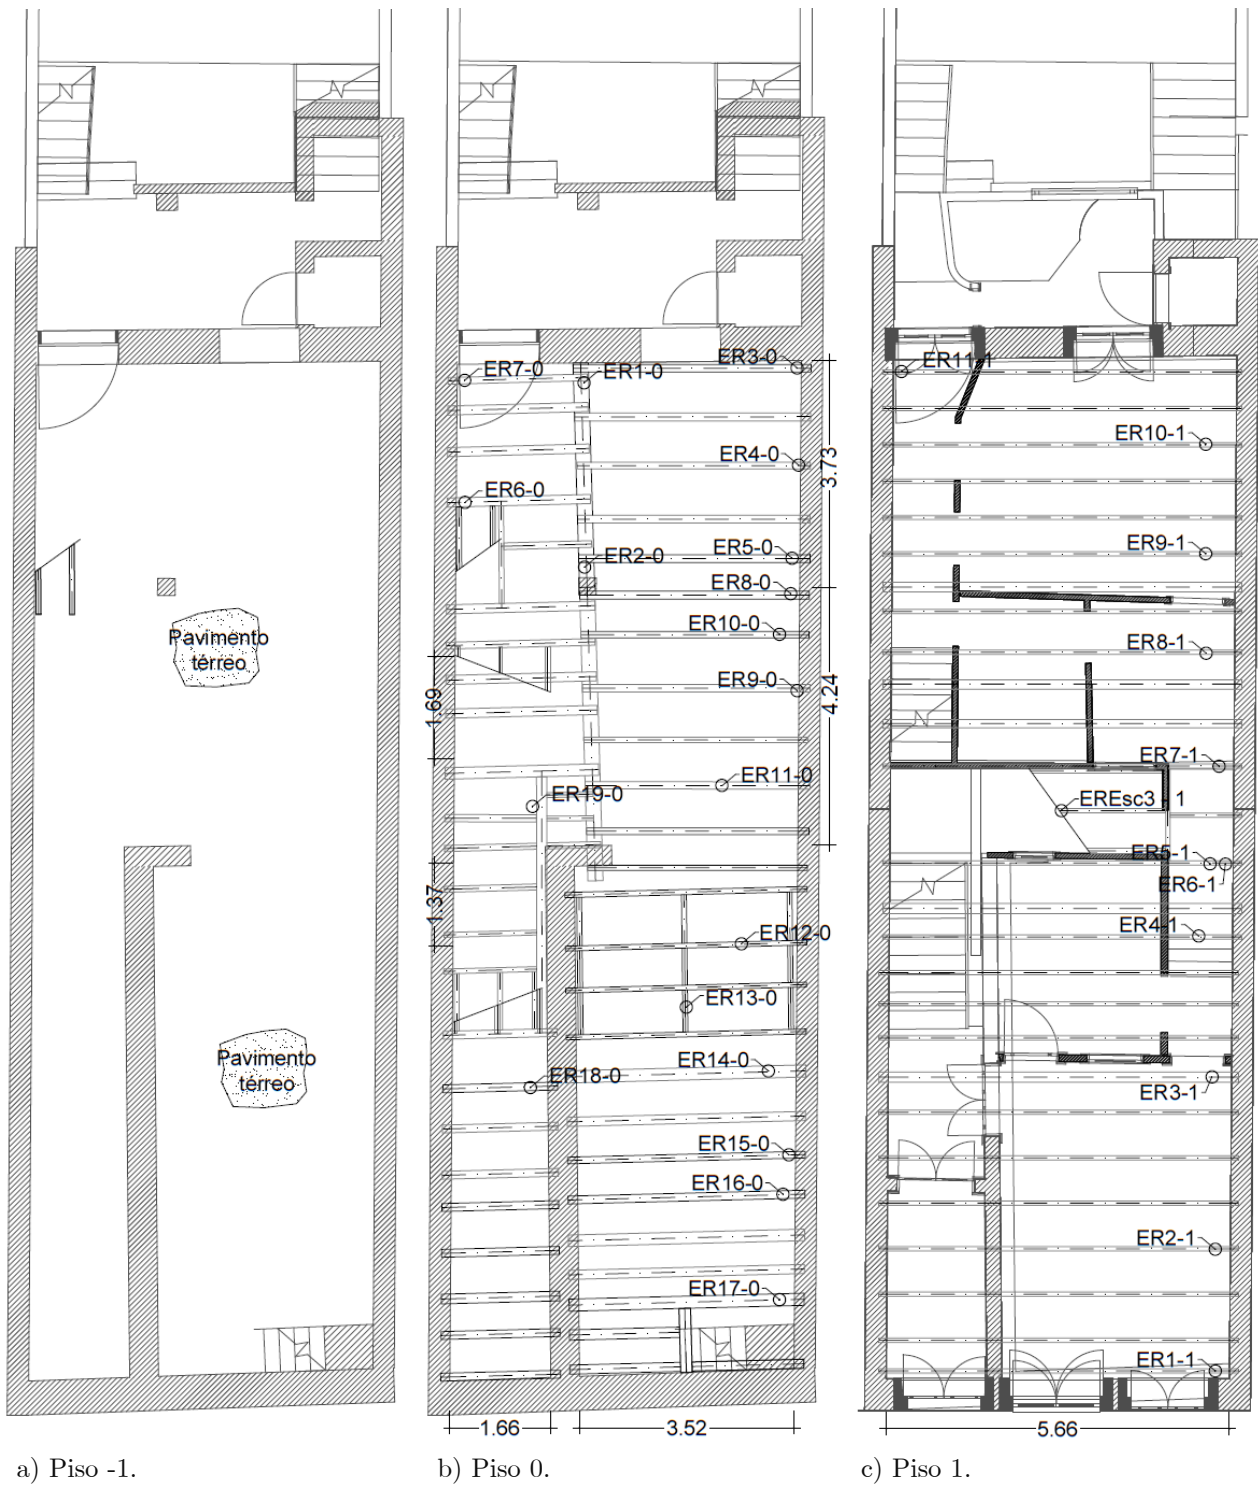 Pavimento
térreo
Pavimento
térreo
a) Piso -1.
ER7-0
ER1-0
ER3-0
ER4-0
3.73
ER6-0
ER2-0
ER5-0
ER8-0
ER10-0
ER9-0
4.24
1.69
ER11-0
ER19-0
1.37
ER12-0
ER13-0
ER14-0
ER18-0
ER15-0
ER16-0
ER17-0
1.66
3.52
b) Piso 0.
ER11-1
ER10-1
ER9-1
ER8-1
N
ER7-1
EREsc3 1
ER5-1
ER6-1
N
ER4-1
ER3-1
ER2-1
ER1-1
5.66
c) Piso 1.